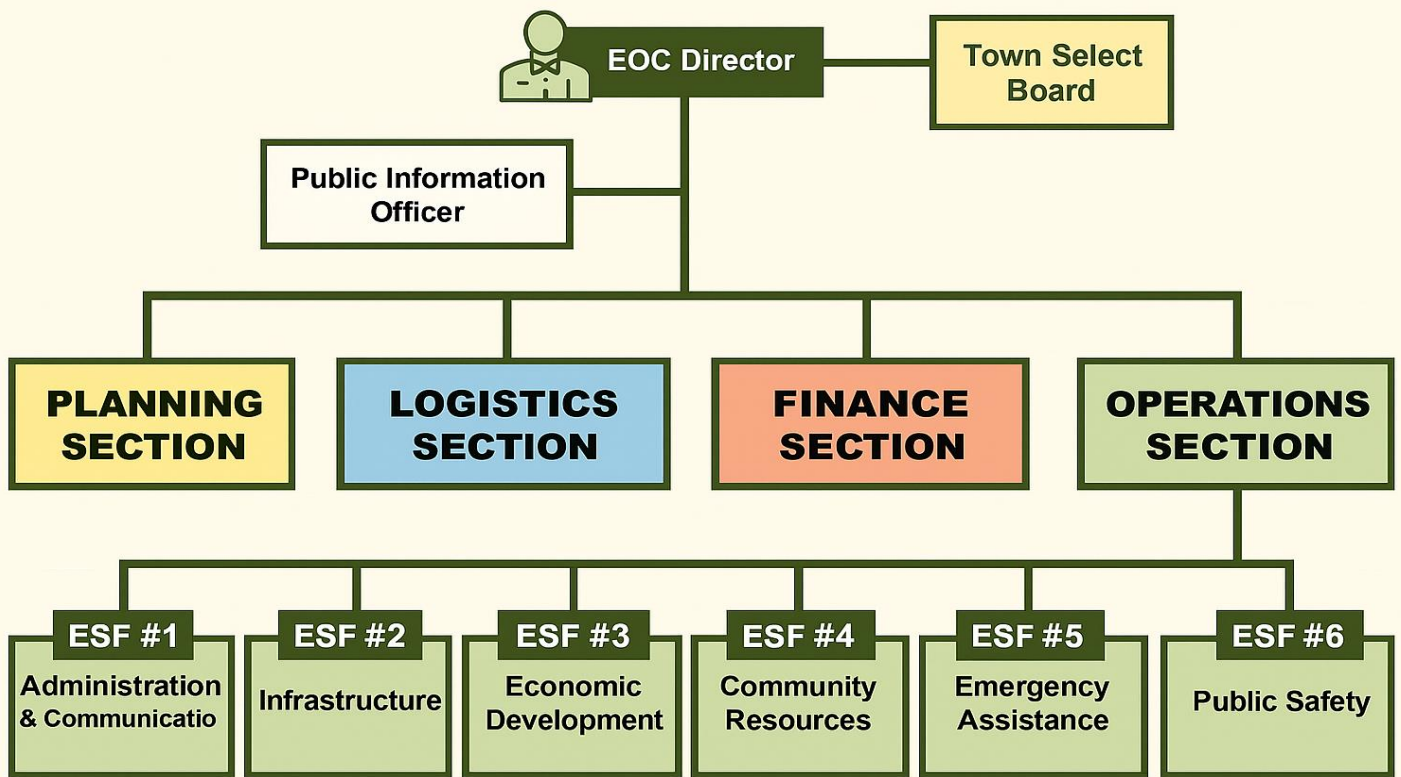 EOC Director
Town Select
Board
Public Information
Officer
PLANNING
SECTION
LOGISTICS
SECTION
FINANCE
SECTION
OPERATIONS
SECTION
ESF #1
Administration
& Communicatio
ESF #2
Infrastructure
ESF #3
Economic
Development
ESF #4
Community
Resources
ESF #5
Emergency
Assistance
ESF #6
Public Safety